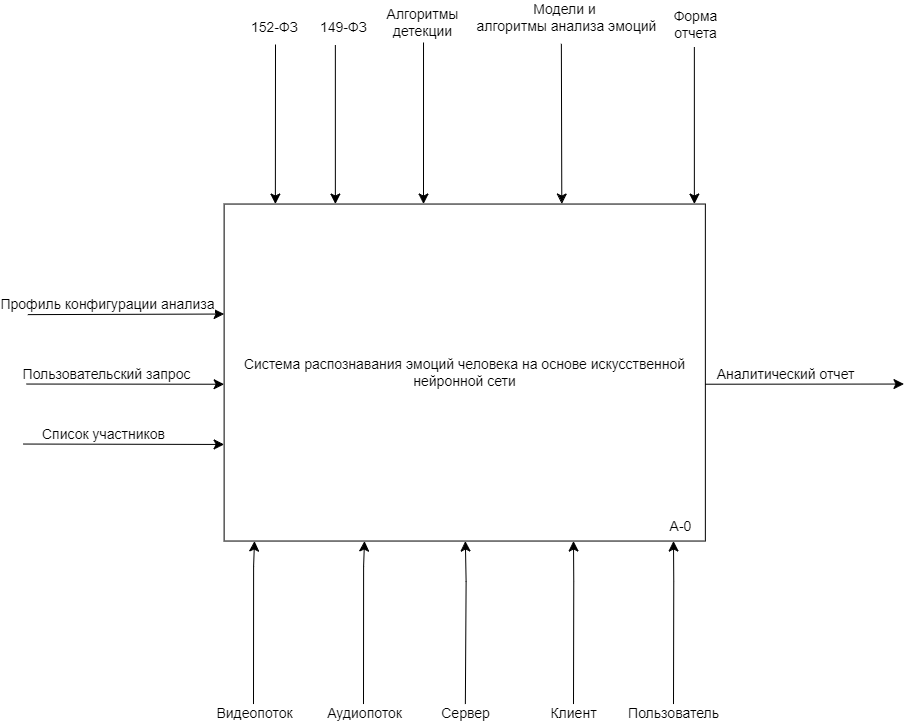 152-ФЗ
149-ФЗ
Алгоритмы
детекции
Модели и
алгоритмы анализа эмоций
Форма
отчета
Профиль конфигурации анализа
Пользовательский запрос
Список участников
Система распознавания эмоций человека на основе искусственной
нейронной сети
Аналитический отчет
А-0
Видеопоток
Аудиопоток
Сервер
Клиент
Пользователь